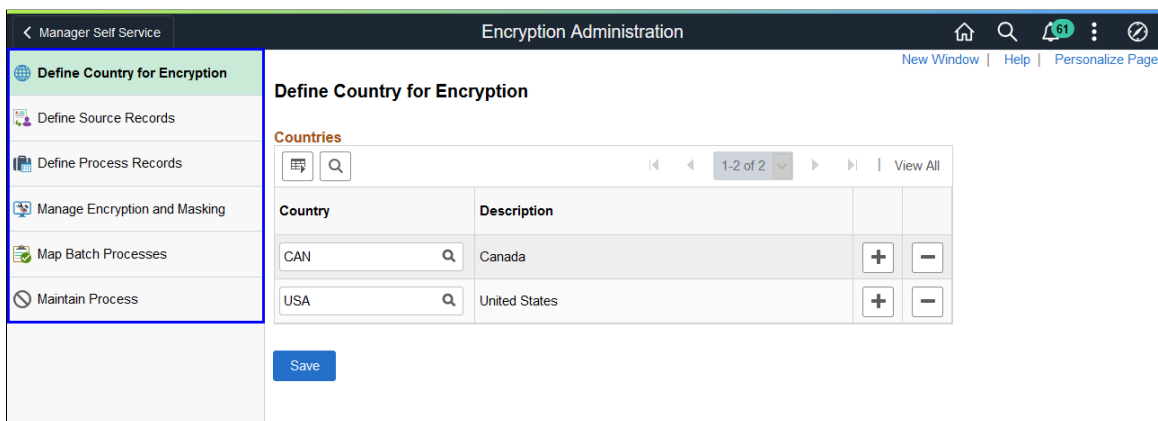 Manager Self Service
Encryption Administration
61
New Window | Help | Personalize Page
Define Country for Encryption
Define Source Records
Define Process Records
Manage Encryption and Masking
Map Batch Processes
Maintain Process
Define Country for Encryption
Countries
1-2 of 2 | View All
Country Description
CAN Canada
USA United States
Save